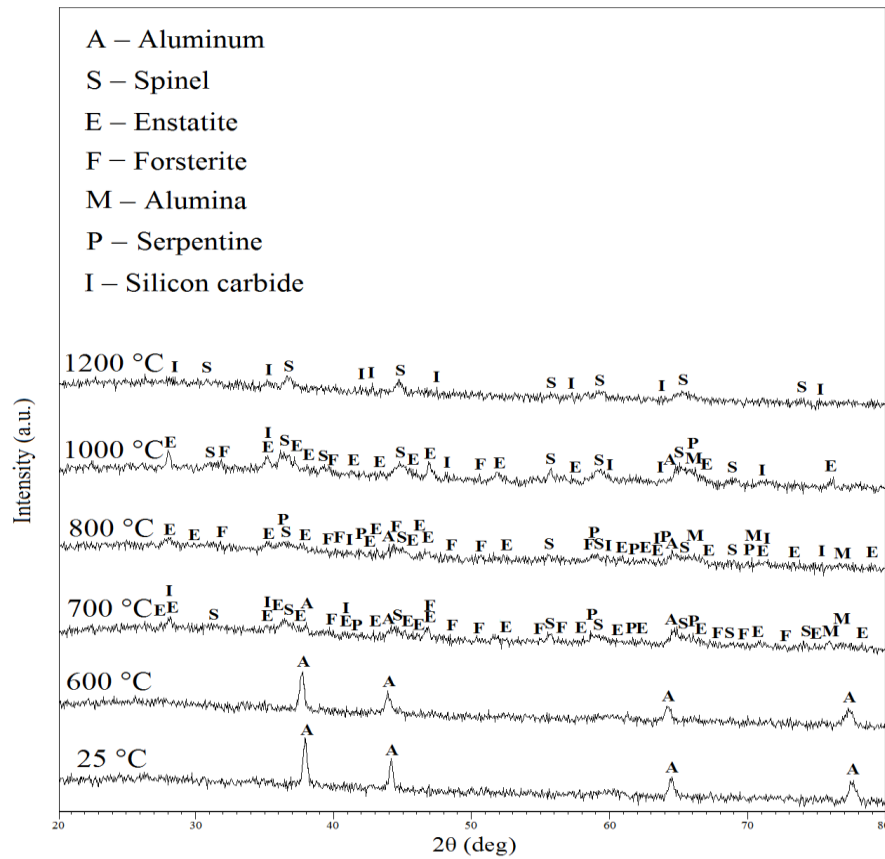 A – Aluminum
S – Spinel
E – Enstatite
F – Forsterite
M – Alumina
P – Serpentine
I – Silicon carbide
1200 °C
I S I S I I S I S I S I S S I
1000 °C
E S F I E S E E S F E E S E E I F E S E S I I A S P M E S I E
800 °C
E E F E P S E F F I P E E A F S E E E F F E S F P S I E P E I E P A S M E S M P E I E I M E
700 °C
E I E S I E E S E A F I E P E A S E E F E F F E F S F E P S E P E A S P E F S F E F S E M M E
600 °C
A A A A
25 °C
A A A A
Intensity (a.u.)
20 30 40 50 60 70 80
2θ (deg)